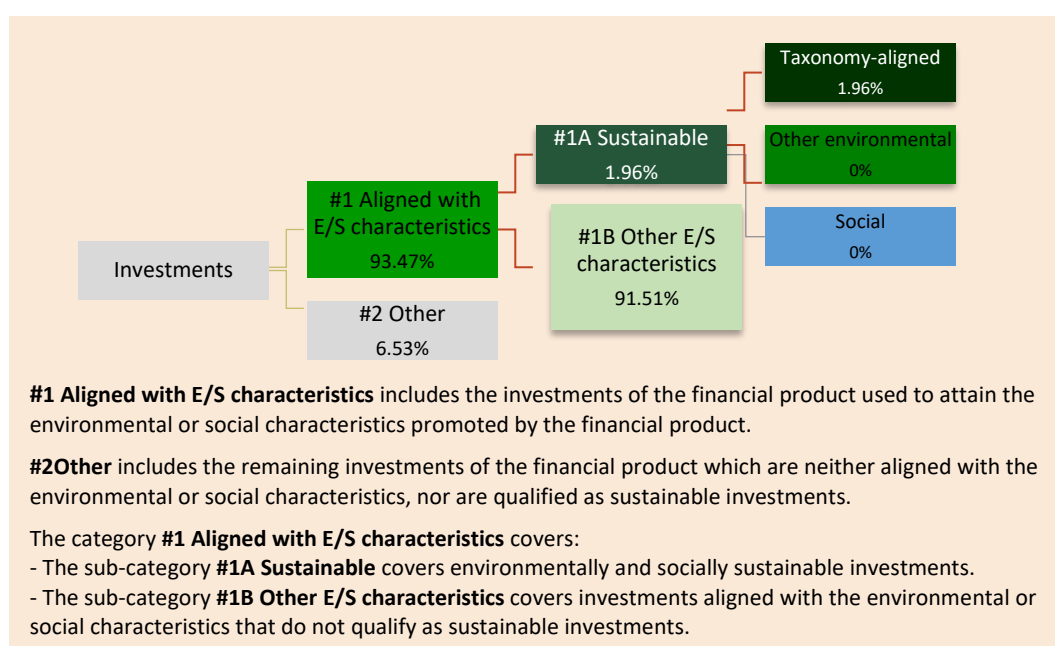 Taxonomy-aligned
1.96%
#1A Sustainable
1.96%
Other environmental
0%
#1 Aligned with
E/S characteristics
93.47%
#1B Other E/S
characteristics
91.51%
Social
0%
Investments
#2 Other
6.53%
#1 Aligned with E/S characteristics includes the investments of the financial product used to attain the
environmental or social characteristics promoted by the financial product.
#2Other includes the remaining investments of the financial product which are neither aligned with the
environmental or social characteristics, nor are qualified as sustainable investments.
The category #1 Aligned with E/S characteristics covers:
- The sub-category #1A Sustainable covers environmentally and socially sustainable investments.
- The sub-category #1B Other E/S characteristics covers investments aligned with the environmental or
social characteristics that do not qualify as sustainable investments.